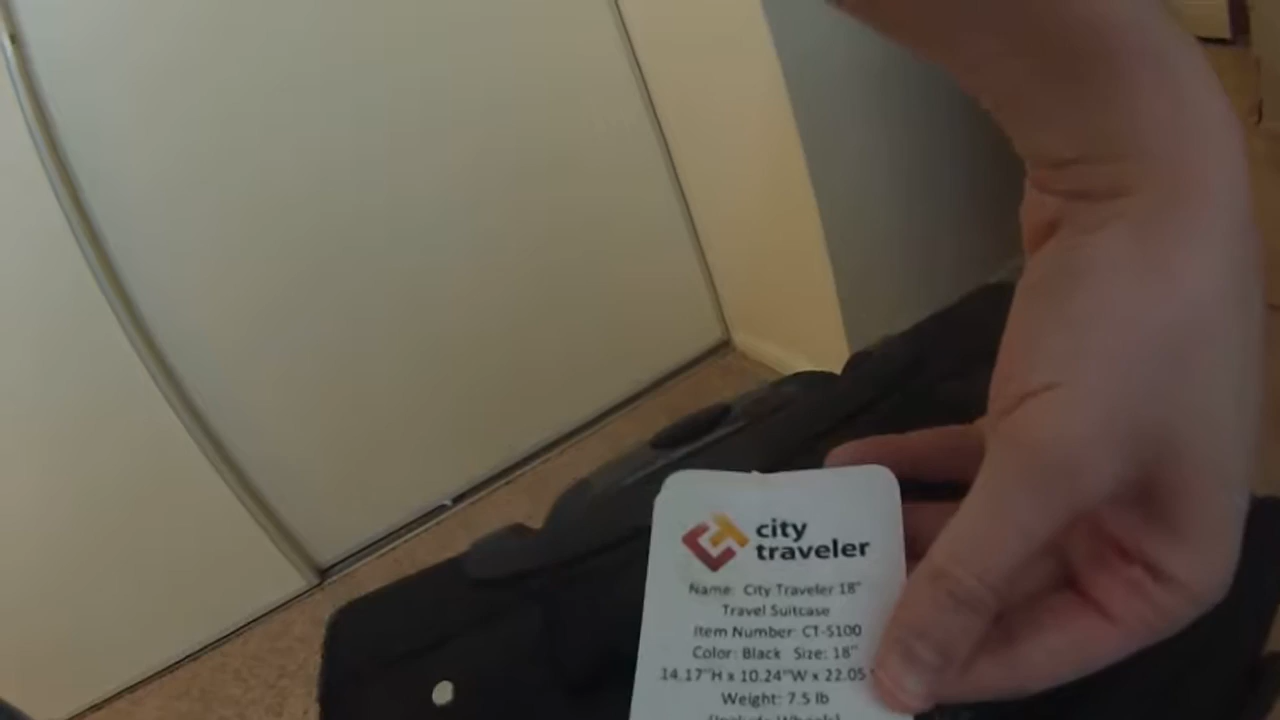 city
traveler
Name: City Traveler 18"
Travel Suitcase
Item Number: CT-5100
Color: Black Size: 18"
14.17"H x 10.24"W x 22.05"
Weight: 7.5 lb